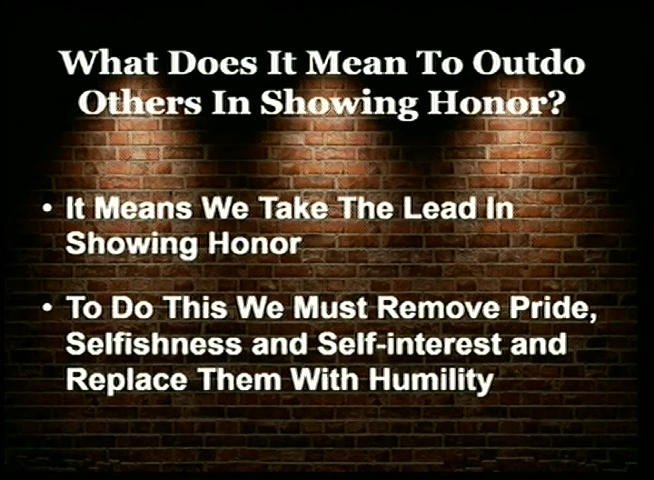 What Does It Mean To Outdo
Others In Showing Honor?
• It Means We Take The Lead In
Showing Honor
• To Do This We Must Remove Pride,
Selfishness and Self-interest and
Replace Them With Humility